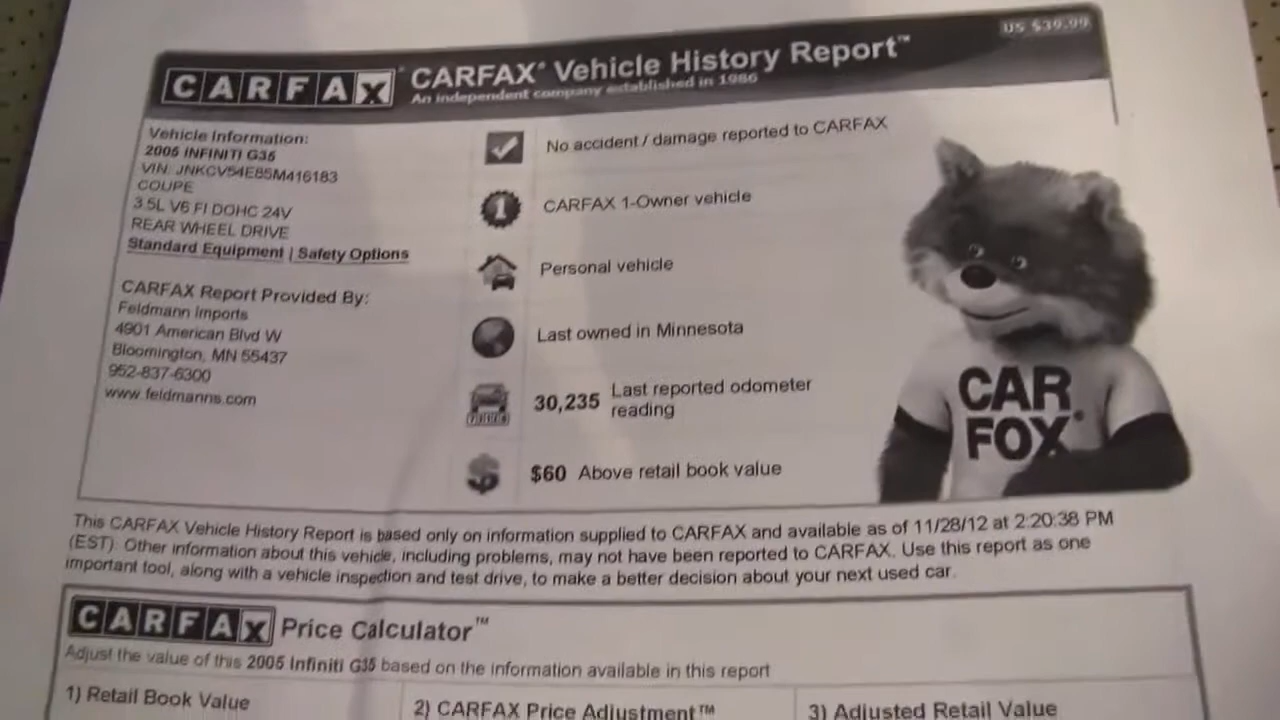 US $39.99
CARFAX CARFAX® Vehicle History Report™
An independent company established in 1986
Vehicle Information:
2005 INFINITI G35
VIN: JNKCV54E85M416183
COUPE
3.5L V6 FI DOHC 24V
REAR WHEEL DRIVE
Standard Equipment | Safety Options
CARFAX Report Provided By:
Feldmann Imports
4901 American Blvd W
Bloomington, MN 55437
952-837-6300
www.feldmanns.com
No accident / damage reported to CARFAX
1
CARFAX 1-Owner vehicle
Personal vehicle
Last owned in Minnesota
30,235 Last reported odometer
reading
$ $60 Above retail book value
CAR
FOX®
This CARFAX Vehicle History Report is based only on information supplied to CARFAX and available as of 11/28/12 at 2:20:38 PM
(EST). Other information about this vehicle, including problems, may not have been reported to CARFAX. Use this report as one
important tool, along with a vehicle inspection and test drive, to make a better decision about your next used car.
CARFAX Price Calculator™
Adjust the value of this 2005 Infiniti G35 based on the information available in this report
1) Retail Book Value
2) CARFAX Price Adjustment™
3) Adjusted Retail Value